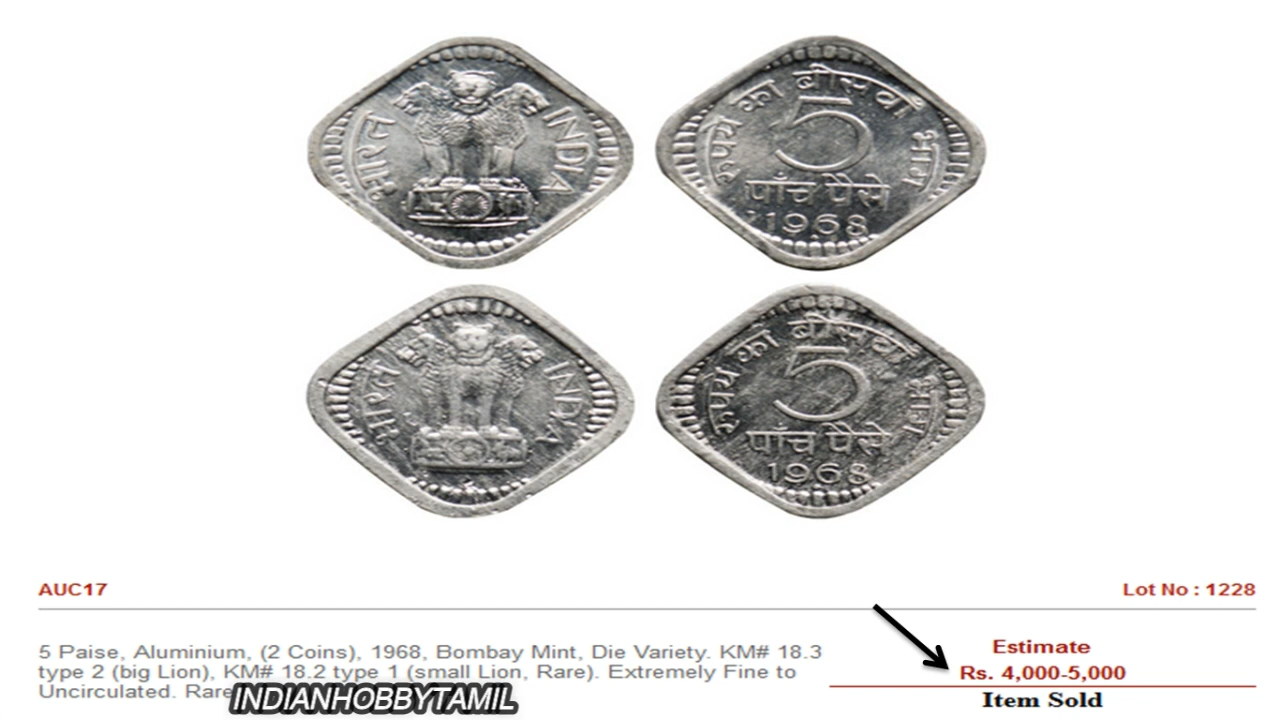 भारत INDIA
रुपये का बीसवाँ भाग
5
पाँच पैसे
1968
भारत INDIA
रुपये का बीसवाँ भाग
5
पाँच पैसे
1968
AUC17
Lot No : 1228
5 Paise, Aluminium, (2 Coins), 1968, Bombay Mint, Die Variety. KM# 18.3
type 2 (big Lion), KM# 18.2 type 1 (small Lion, Rare). Extremely Fine to
Uncirculated. Rare
INDIANHOBBYTAMIL
Estimate
Rs. 4,000-5,000
Item Sold